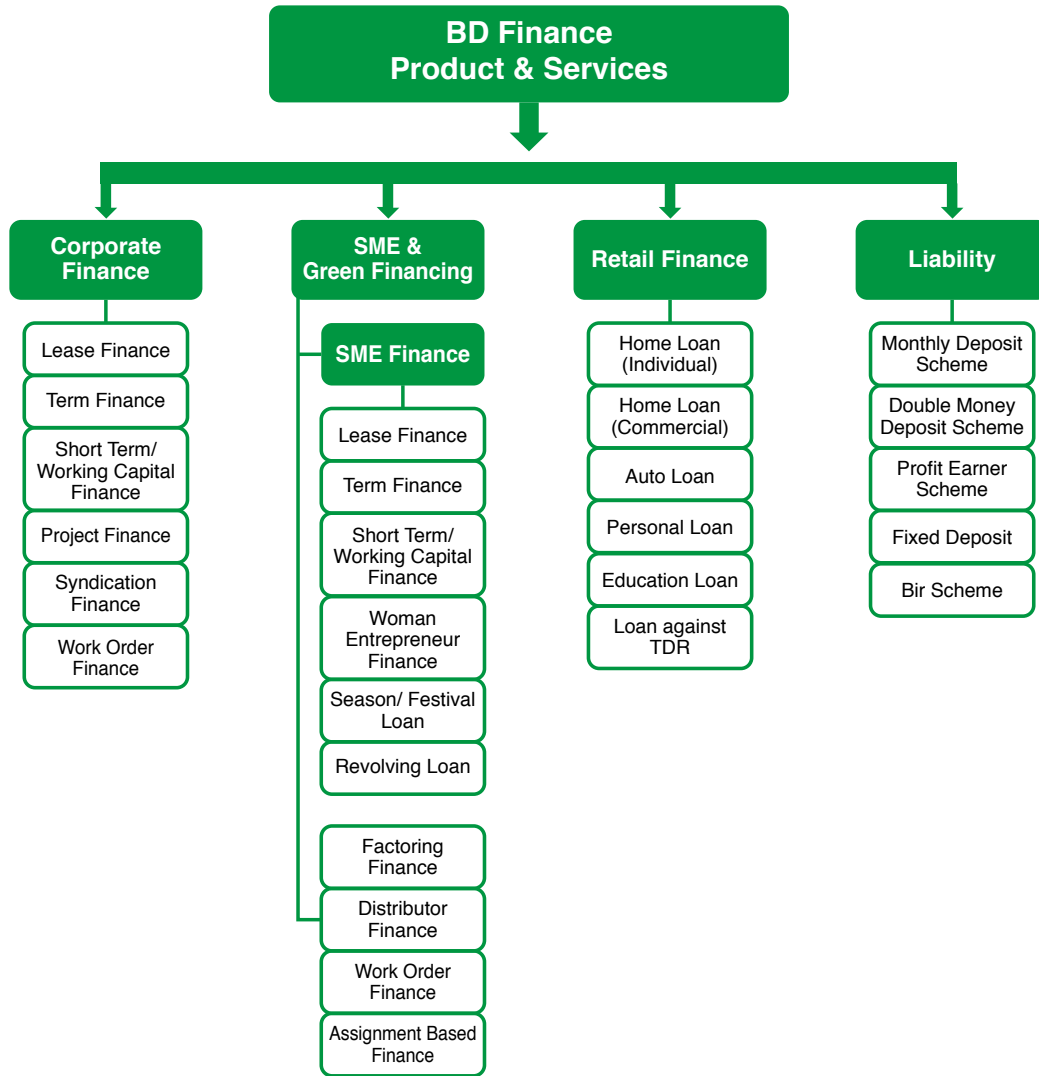 BD Finance
Product & Services
Corporate
Finance
Lease Finance
Term Finance
Short Term/
Working Capital
Finance
Project Finance
Syndication
Finance
Work Order
Finance
SME &
Green Financing
SME Finance
Lease Finance
Term Finance
Short Term/
Working Capital
Finance
Woman
Entrepreneur
Finance
Season/ Festival
Loan
Revolving Loan
Factoring
Finance
Distributor
Finance
Work Order
Finance
Assignment Based
Finance
Retail Finance
Home Loan
(Individual)
Home Loan
(Commercial)
Auto Loan
Personal Loan
Education Loan
Loan against
TDR
Liability
Monthly Deposit
Scheme
Double Money
Deposit Scheme
Profit Earner
Scheme
Fixed Deposit
Bir Scheme